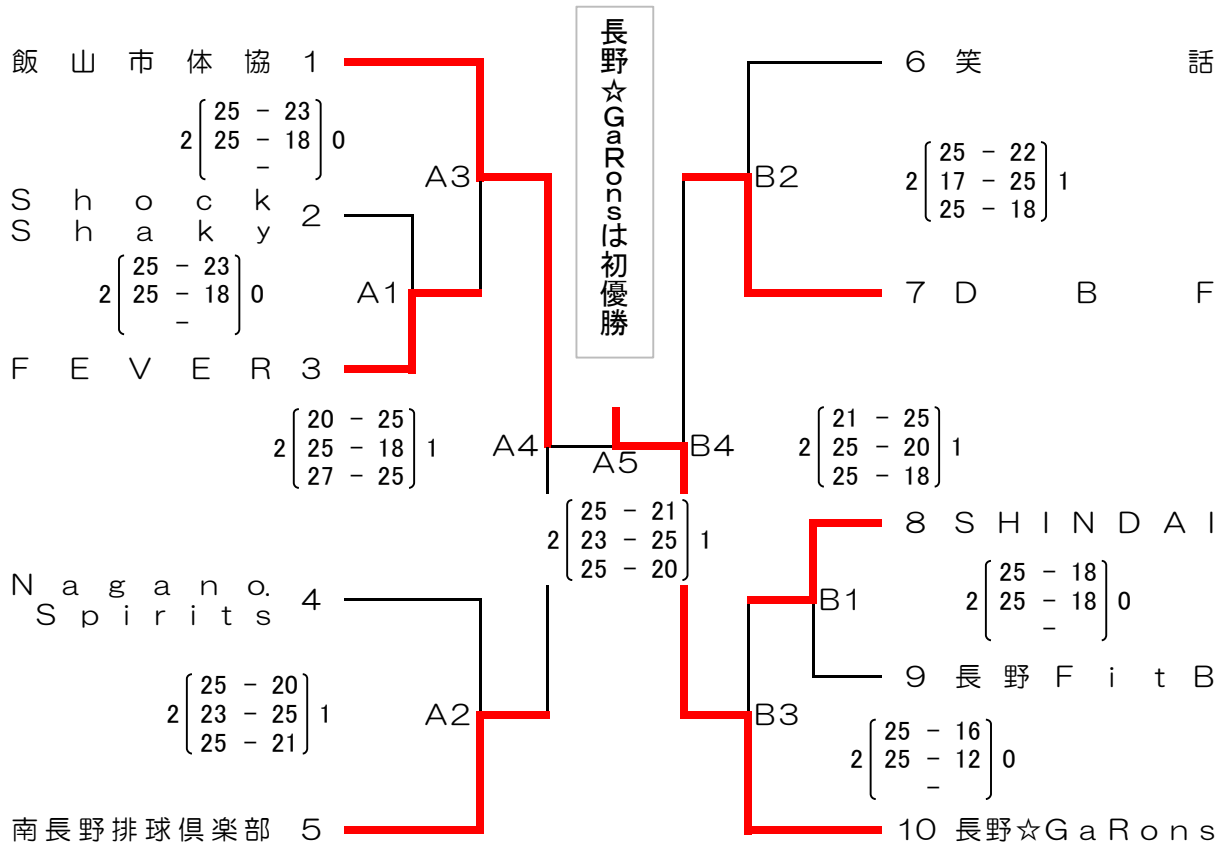 長野☆GaRonsは初優勝
飯山市体協 1
2 25 - 23 0
25 - 18
-
A3
Shock
Shaky 2
2 25 - 23 0
25 - 18
-
A1
FEVER 3
2 20 - 25 1
25 - 18
27 - 25
A4
A5
2 25 - 21 1
23 - 25
25 - 20
Nagano.
Spirits 4
2 25 - 20 1
23 - 25
25 - 21
A2
南長野排球倶楽部 5
6 笑話
B2
2 25 - 22 1
17 - 25
25 - 18
7 DBF
B4
2 21 - 25 1
25 - 20
25 - 18
8 SHINDAI
B1
2 25 - 18 0
25 - 18
-
9 長野FitB
B3
2 25 - 16 0
25 - 12
-
10 長野☆GaRons